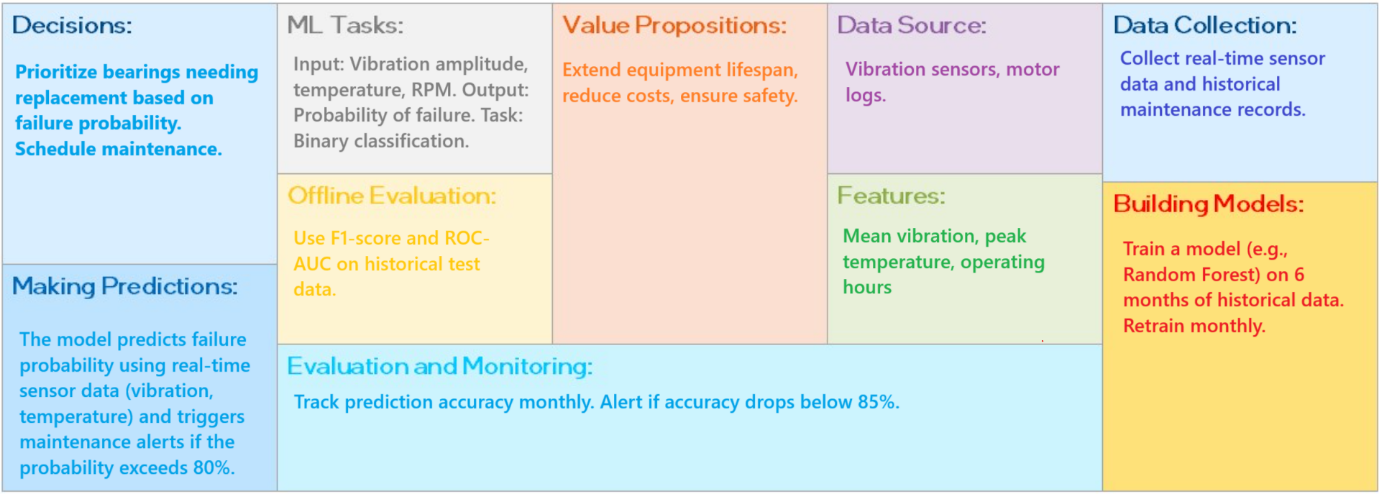 Decisions:
Prioritize bearings needing
replacement based on
failure probability.
Schedule maintenance.
Making Predictions:
The model predicts failure
probability using real-time
sensor data (vibration,
temperature) and triggers
maintenance alerts if the
probability exceeds 80%.
ML Tasks:
Input: Vibration amplitude,
temperature, RPM. Output:
Probability of failure. Task:
Binary classification.
Offline Evaluation:
Use F1-score and ROC-
AUC on historical test
data.
Value Propositions:
Extend equipment lifespan,
reduce costs, ensure safety.
Data Source:
Vibration sensors, motor
logs.
Features:
Mean vibration, peak
temperature, operating
hours
Evaluation and Monitoring:
Track prediction accuracy monthly. Alert if accuracy drops below 85%.
Data Collection:
Collect real-time sensor
data and historical
maintenance records.
Building Models:
Train a model (e.g.,
Random Forest) on 6
months of historical data.
Retrain monthly.